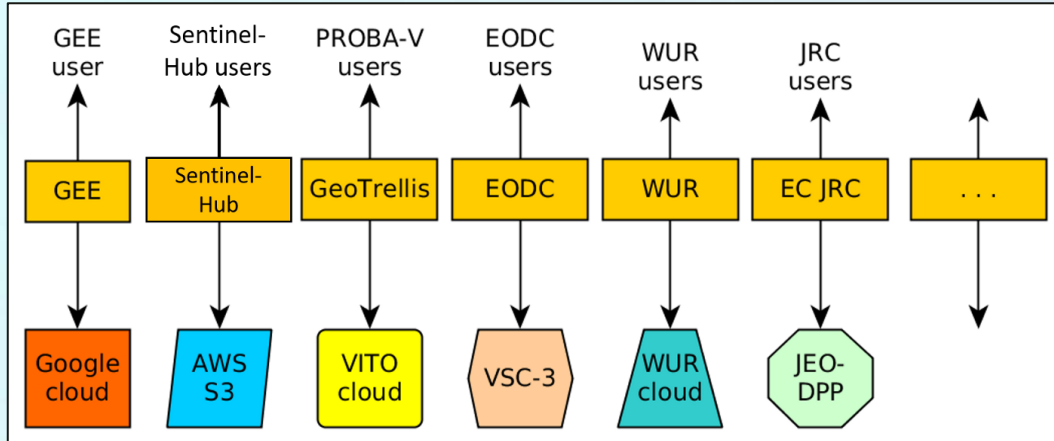 GEE
user
Sentinel-
Hub users
PROBA-V
users
EODC
users
WUR
users
JRC
users
GEE
Sentinel-
Hub
GeoTrellis
EODC
WUR
EC JRC
. . .
Google
cloud
AWS
S3
VITO
cloud
VSC-3
WUR
cloud
JEO-
DPP